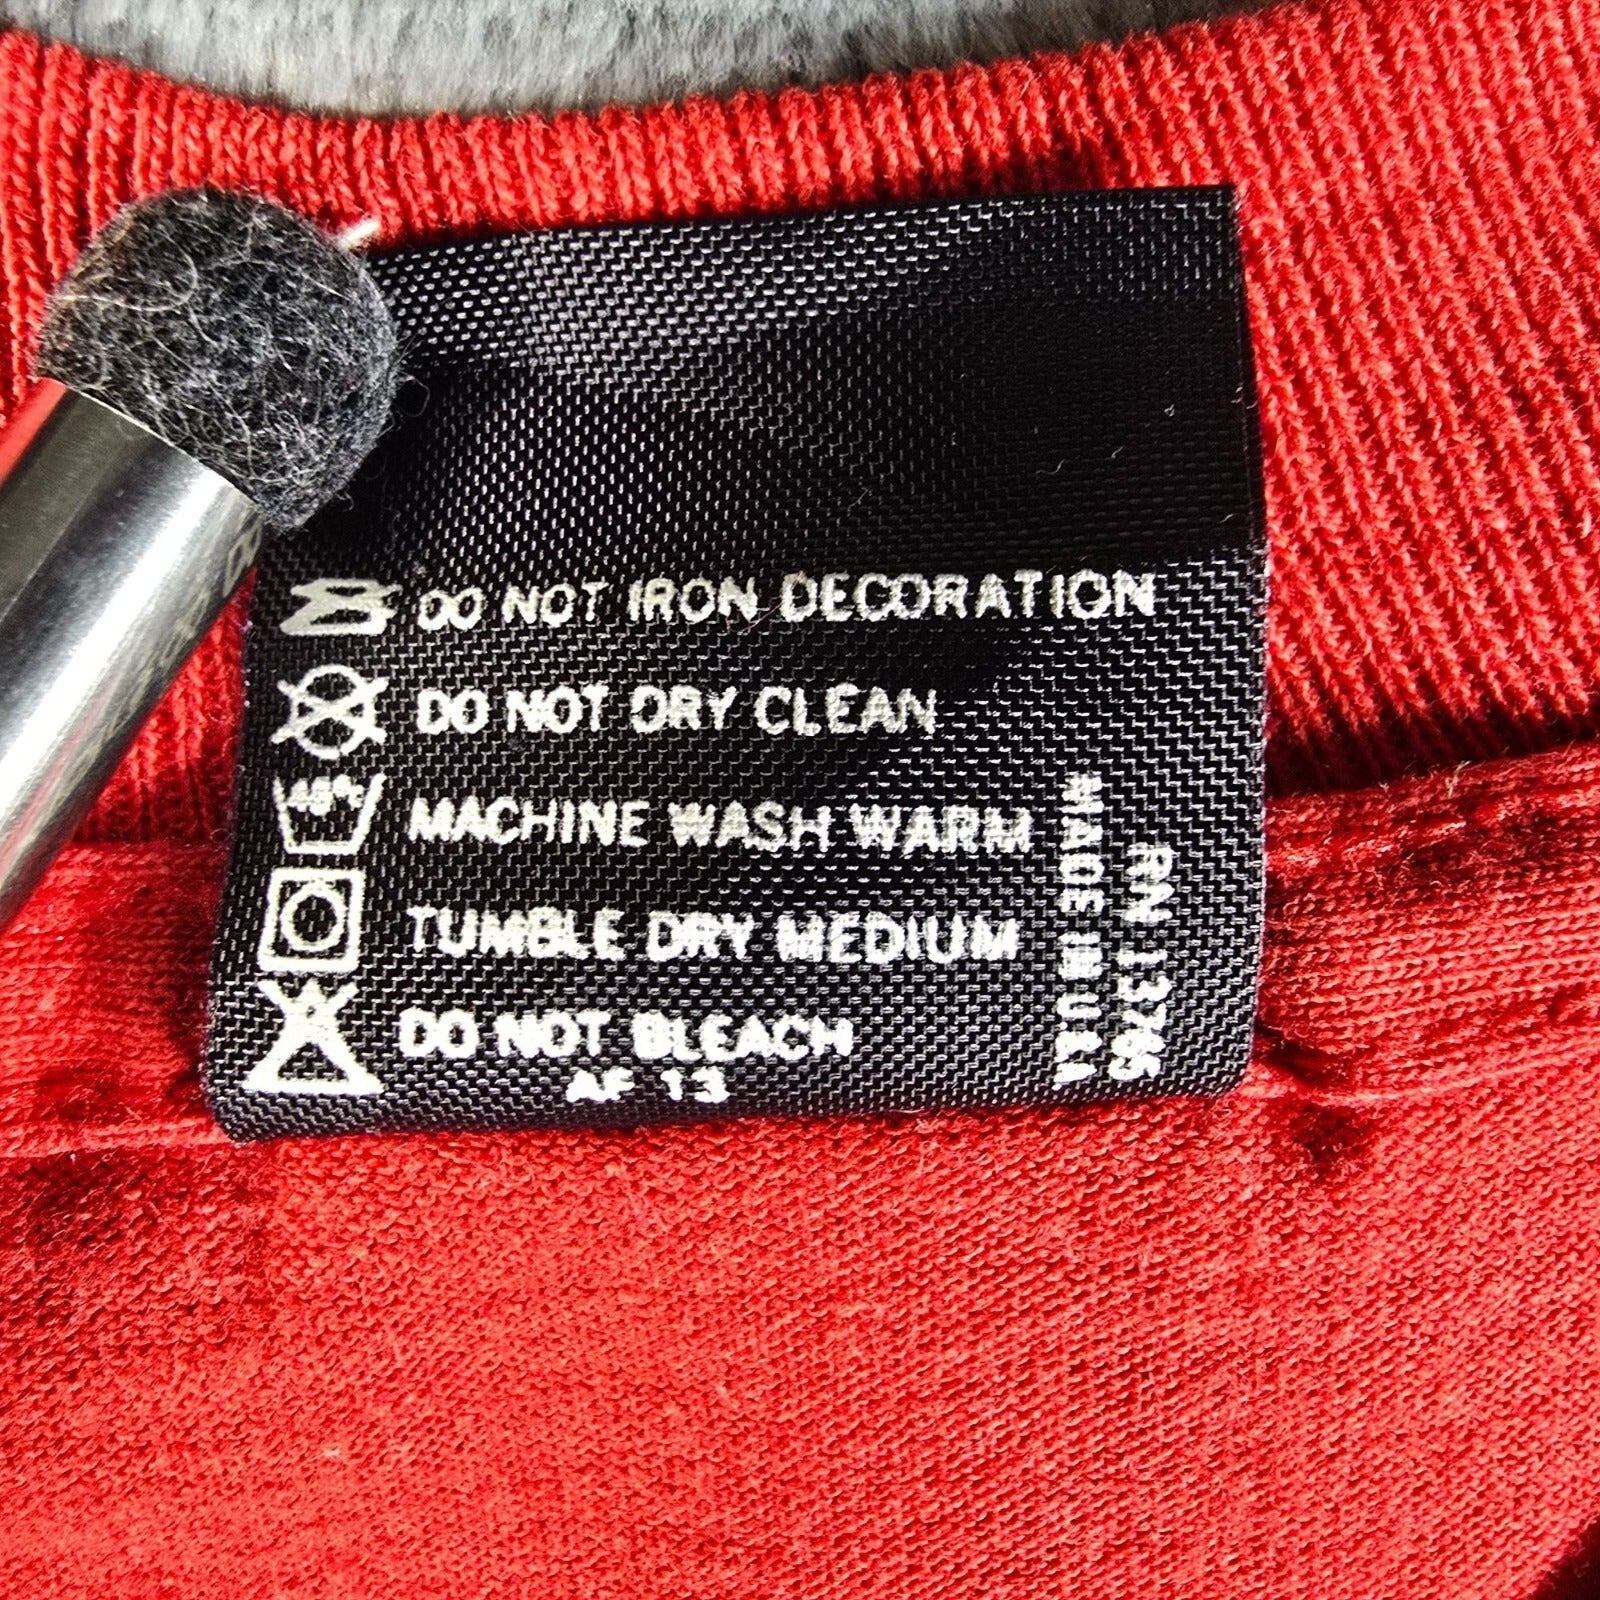 DO NOT IRON DECORATION
DO NOT DRY CLEAN
40°
MACHINE WASH WARM
TUMBLE DRY MEDIUM
DO NOT BLEACH
AF 13
MADE IN U.S.A
RN 13765